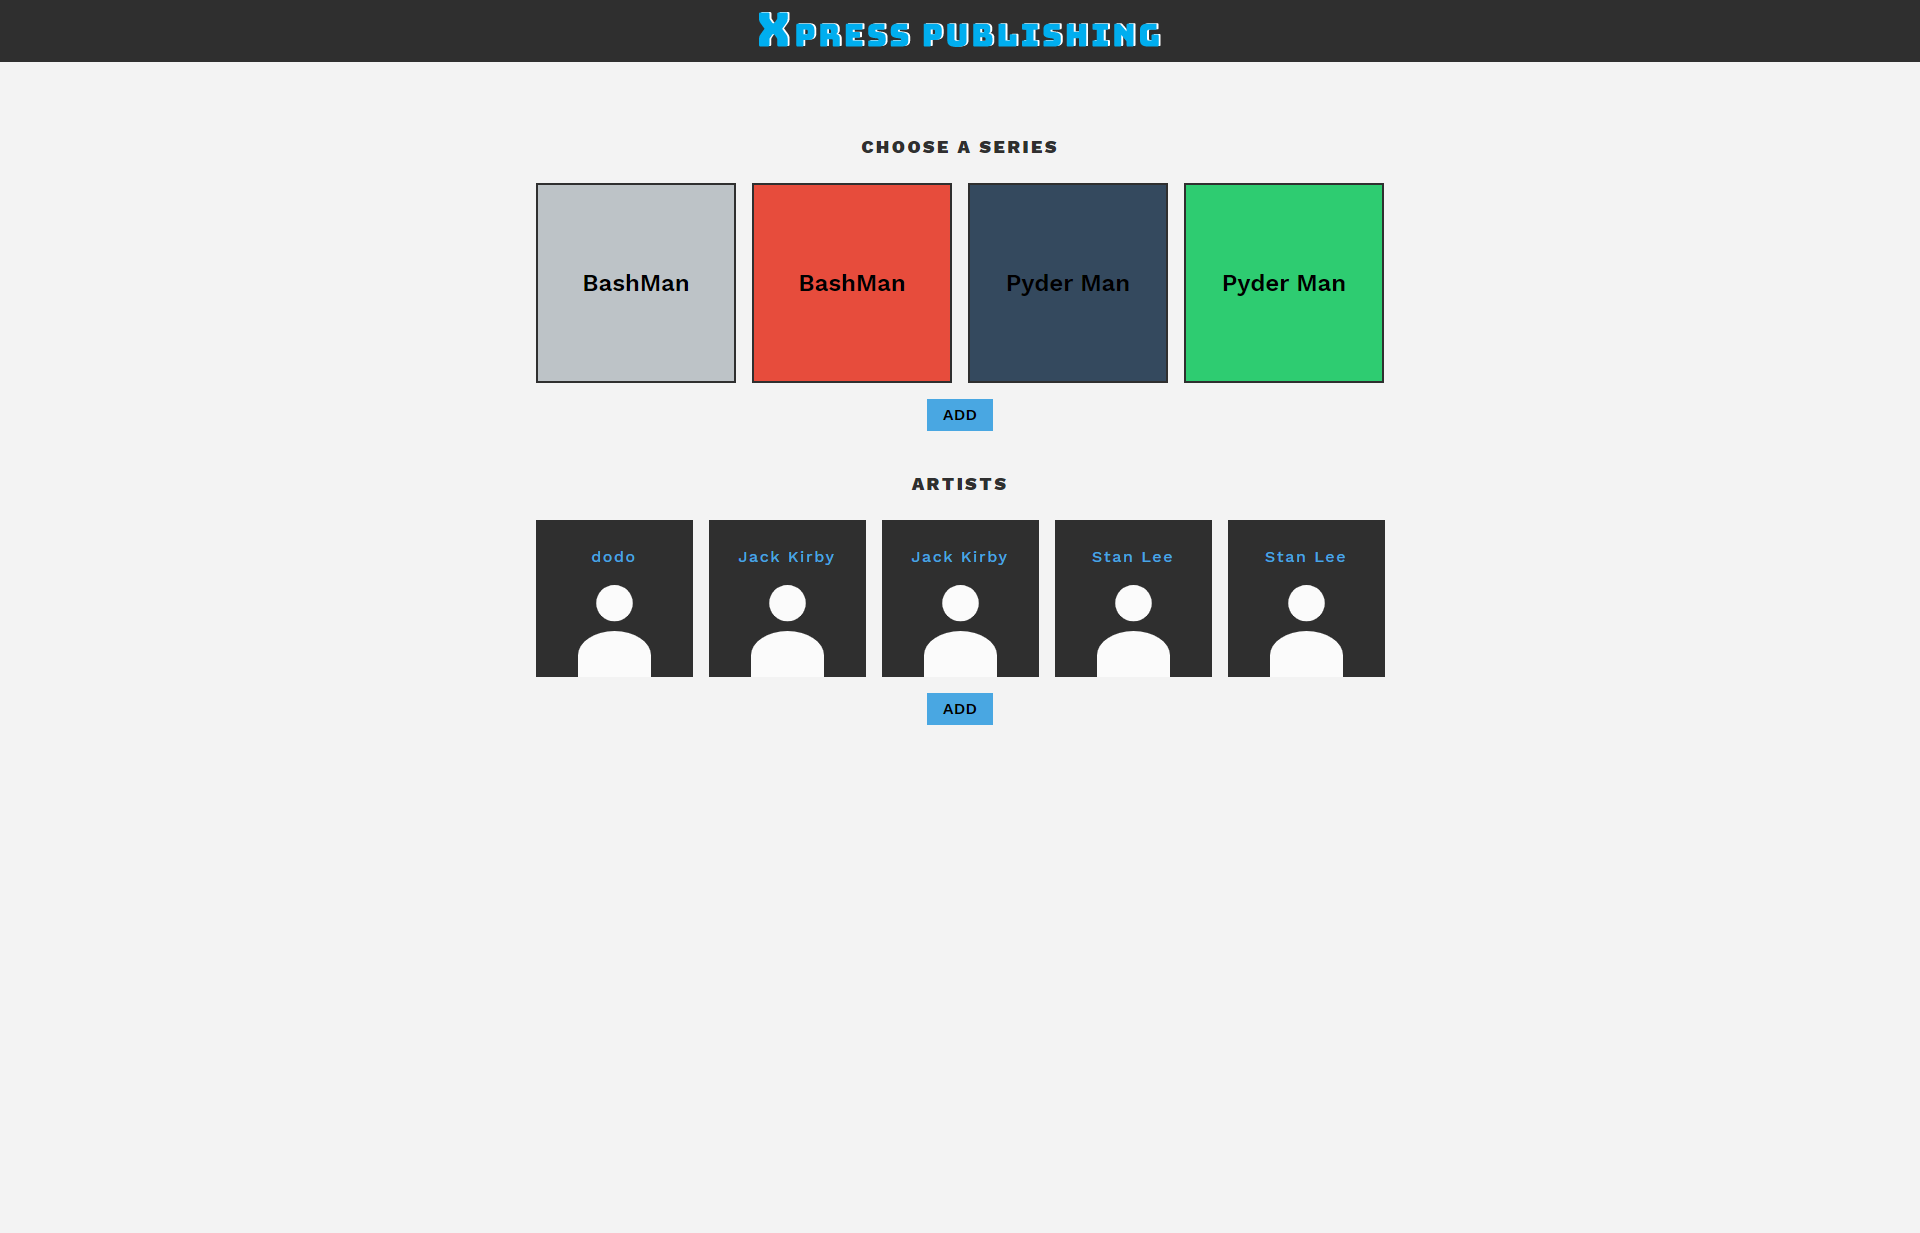 XPRESS PUBLISHING
CHOOSE A SERIES
BashMan
BashMan
Pyder Man
Pyder Man
ADD
ARTISTS
dodo
Jack Kirby
Jack Kirby
Stan Lee
Stan Lee
ADD